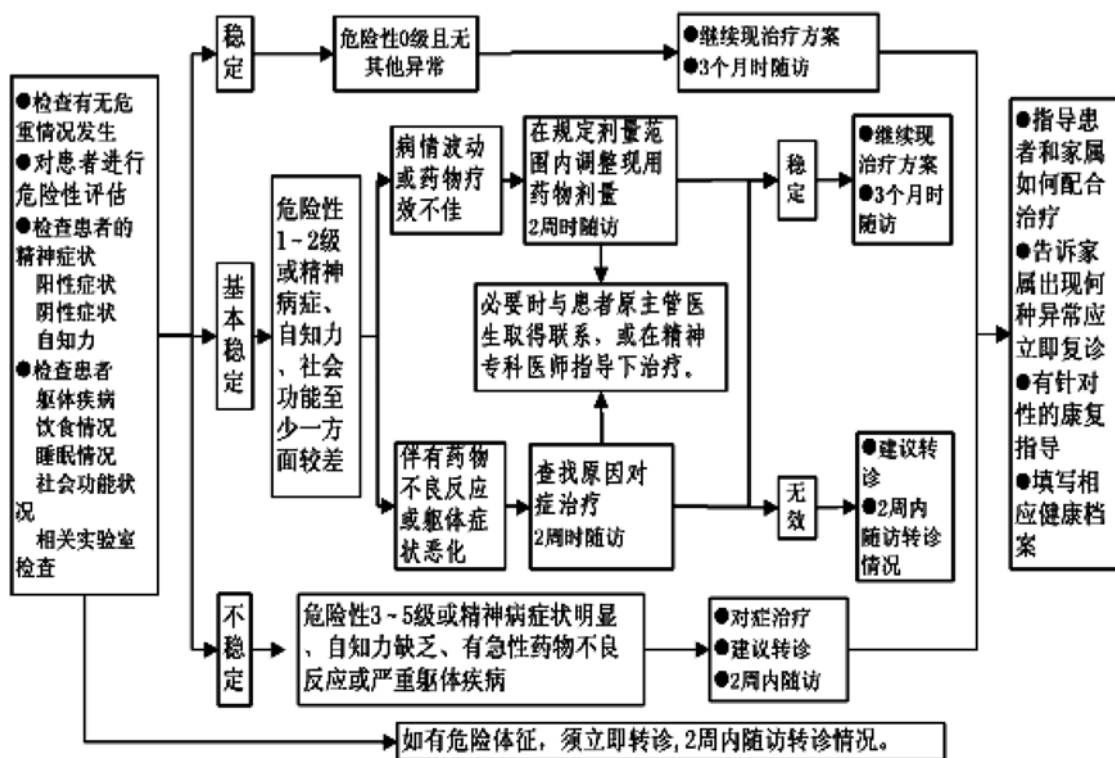 ●检查有无危
重情况发生
●对患者进行
危险性评估
●检查患者的
精神症状
阳性症状
阴性症状
自知力
●检查患者
躯体疾病
饮食情况
睡眠情况
社会功能状
况
相关实验室
检查
稳
定
危险性0级且无
其他异常
●继续现治疗方案
●3个月时随访
基
本
稳
定
危险性
1~2级
或精神
病症、
自知力
、社会
功能至
少一方
面较差
病情波动
或药物疗
效不佳
在规定剂量范
围内调整现用
药物剂量
2周时随访
必要时与患者原主管医
生取得联系，或在精神
专科医师指导下治疗。
伴有药物
不良反应
或躯体症
状恶化
查找原因对
症治疗
2周时随访
稳
定
●继续现
治疗方案
●3个月时
随访
无
效
●建议转
诊
●2周内
随访转诊
情况
不
稳
定
危险性3~5级或精神病症状明显
、自知力缺乏、有急性药物不良
反应或严重躯体疾病
●对症治疗
●建议转诊
●2周内随访
如有危险体征，须立即转诊,2周内随访转诊情况。
●指导患
者和家属
如何配合
治疗
●告诉家
属出现何
种异常应
立即复诊
●有针对
性的康复
指导
●填写相
应健康档
案